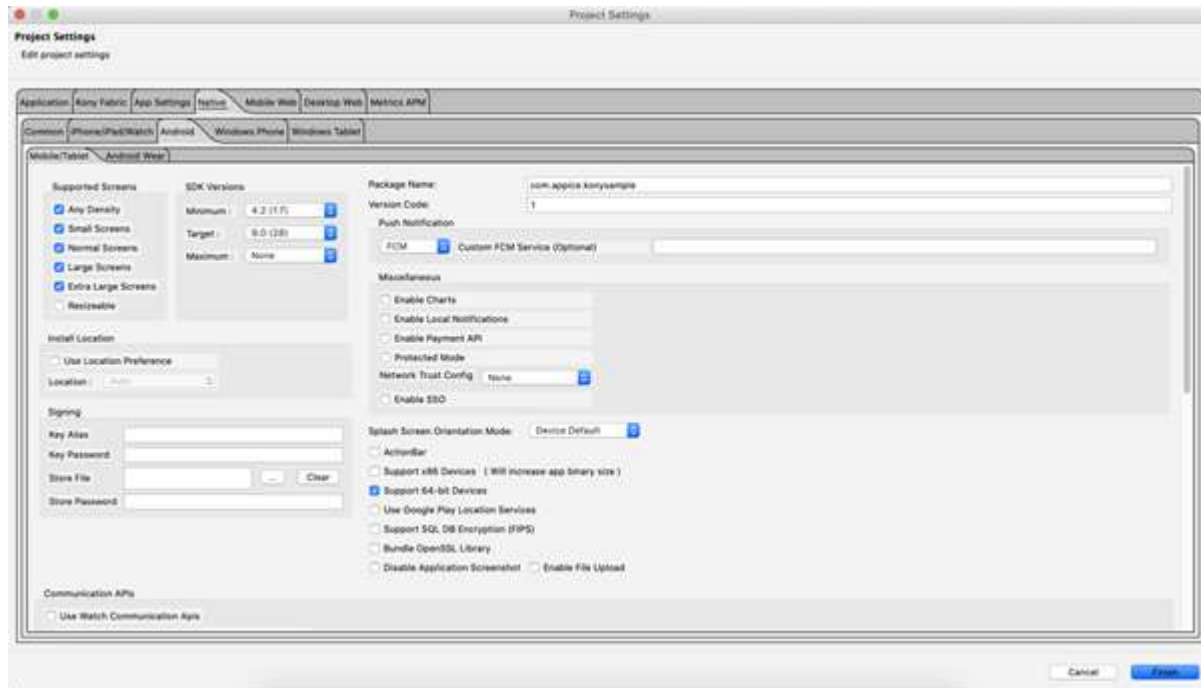 Project Settings
Project Settings
Edit project settings
Application Kony Fabric App Settings Native Mobile Web Desktop Web Metrics APM
Common iPhone/iPad/Watch Android Windows Phone Windows Tablet
Mobile/Tablet Android Wear
Supported Screens
Any Density
Small Screens
Normal Screens
Large Screens
Extra Large Screens
Resizeable
SDK Versions
Minimum : 4.2 (17)
Target : 9.0 (28)
Maximum : None
Install Location
Use Location Preference
Location : Auto
Signing
Key Alias
Key Password
Store File ... Clear
Store Password
Package Name: com.appice.konysample
Version Code: 1
Push Notification
FCM Custom FCM Service (Optional)
Miscellaneous
Enable Charts
Enable Local Notifications
Enable Payment API
Protected Mode
Network Trust Config None
Enable SSO
Splash Screen Orientation Mode: Device Default
ActionBar
Support x86 Devices ( Will increase app binary size )
Support 64-bit Devices
Use Google Play Location Services
Support SQL DB Encryption (FIPS)
Bundle OpenSSL Library
Disable Application Screenshot Enable File Upload
Communication APIs
Use Watch Communication Apis
Cancel Finish